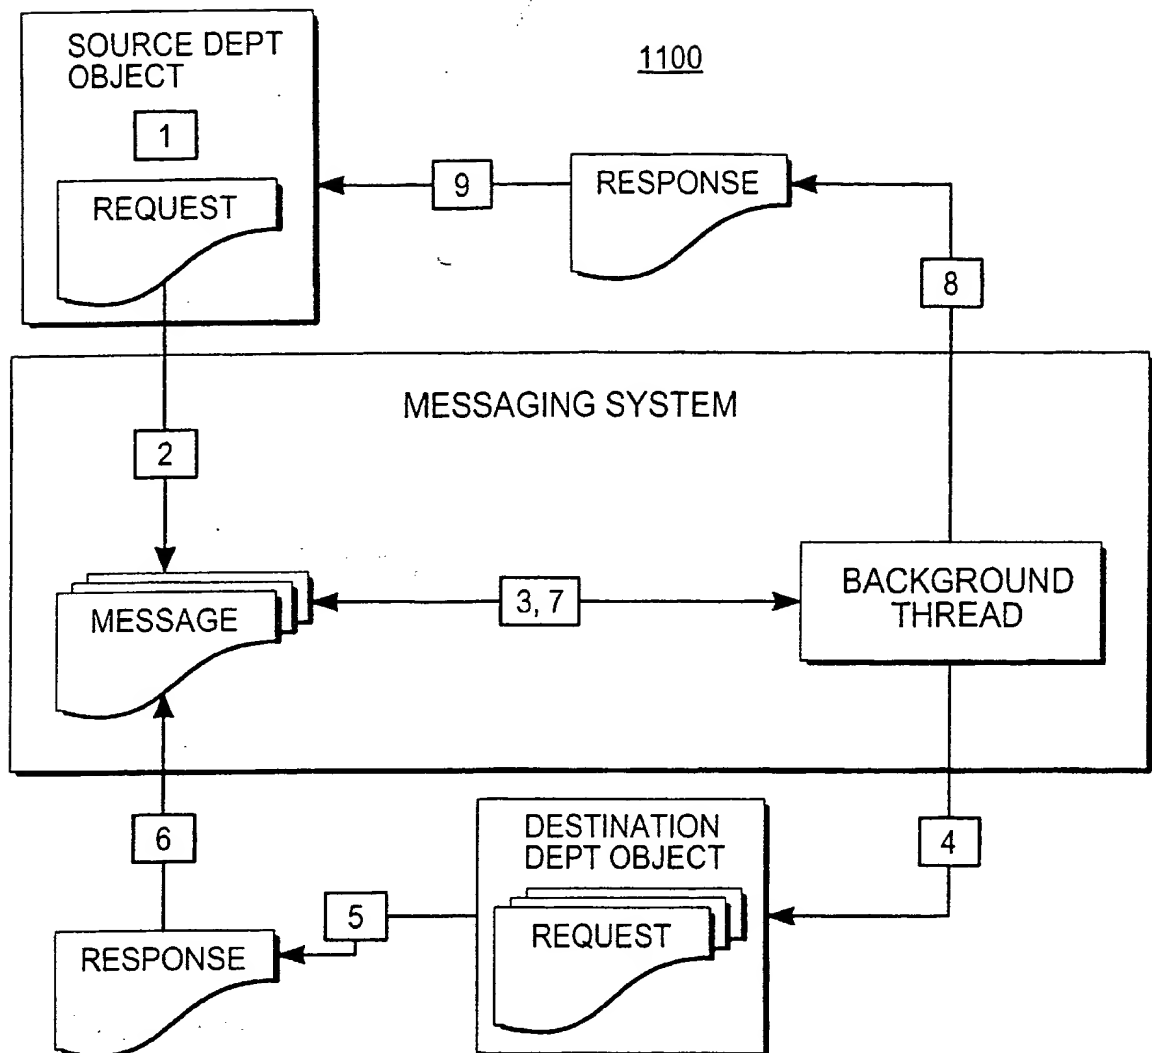 SOURCE DEPT
OBJECT
1100
1
REQUEST
9
RESPONSE
8
MESSAGING SYSTEM
2
MESSAGE
3, 7
BACKGROUND
THREAD
6
DESTINATION
DEPT OBJECT
4
5
REQUEST
RESPONSE